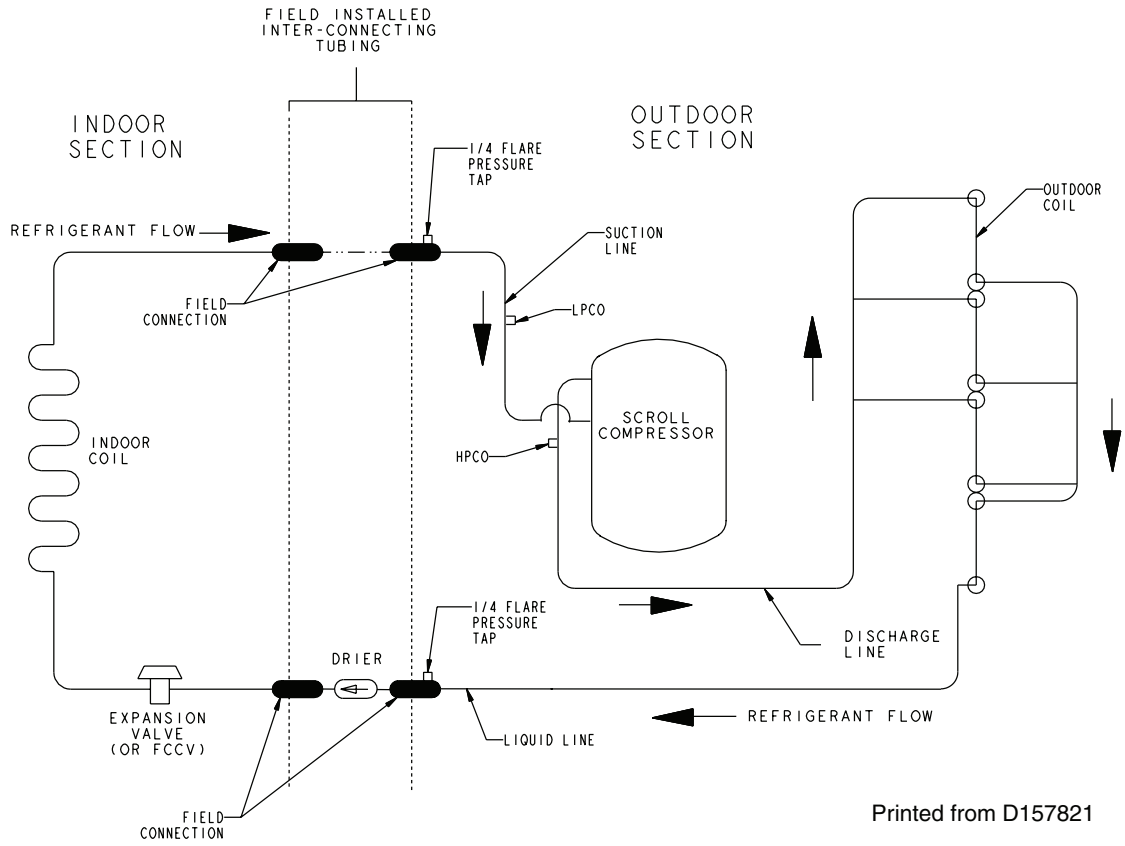 FIELD INSTALLED
INTER-CONNECTING
TUBING
INDOOR
SECTION
OUTDOOR
SECTION
1/4 FLARE
PRESSURE
TAP
OUTDOOR
COIL
REFRIGERANT FLOW
SUCTION
LINE
FIELD
CONNECTION
LPCO
SCROLL
COMPRESSOR
INDOOR
COIL
HPCO
1/4 FLARE
PRESSURE
TAP
DISCHARGE
LINE
DRIER
EXPANSION
VALVE
(OR FCCV)
REFRIGERANT FLOW
LIQUID LINE
FIELD
CONNECTION
Printed from D157821